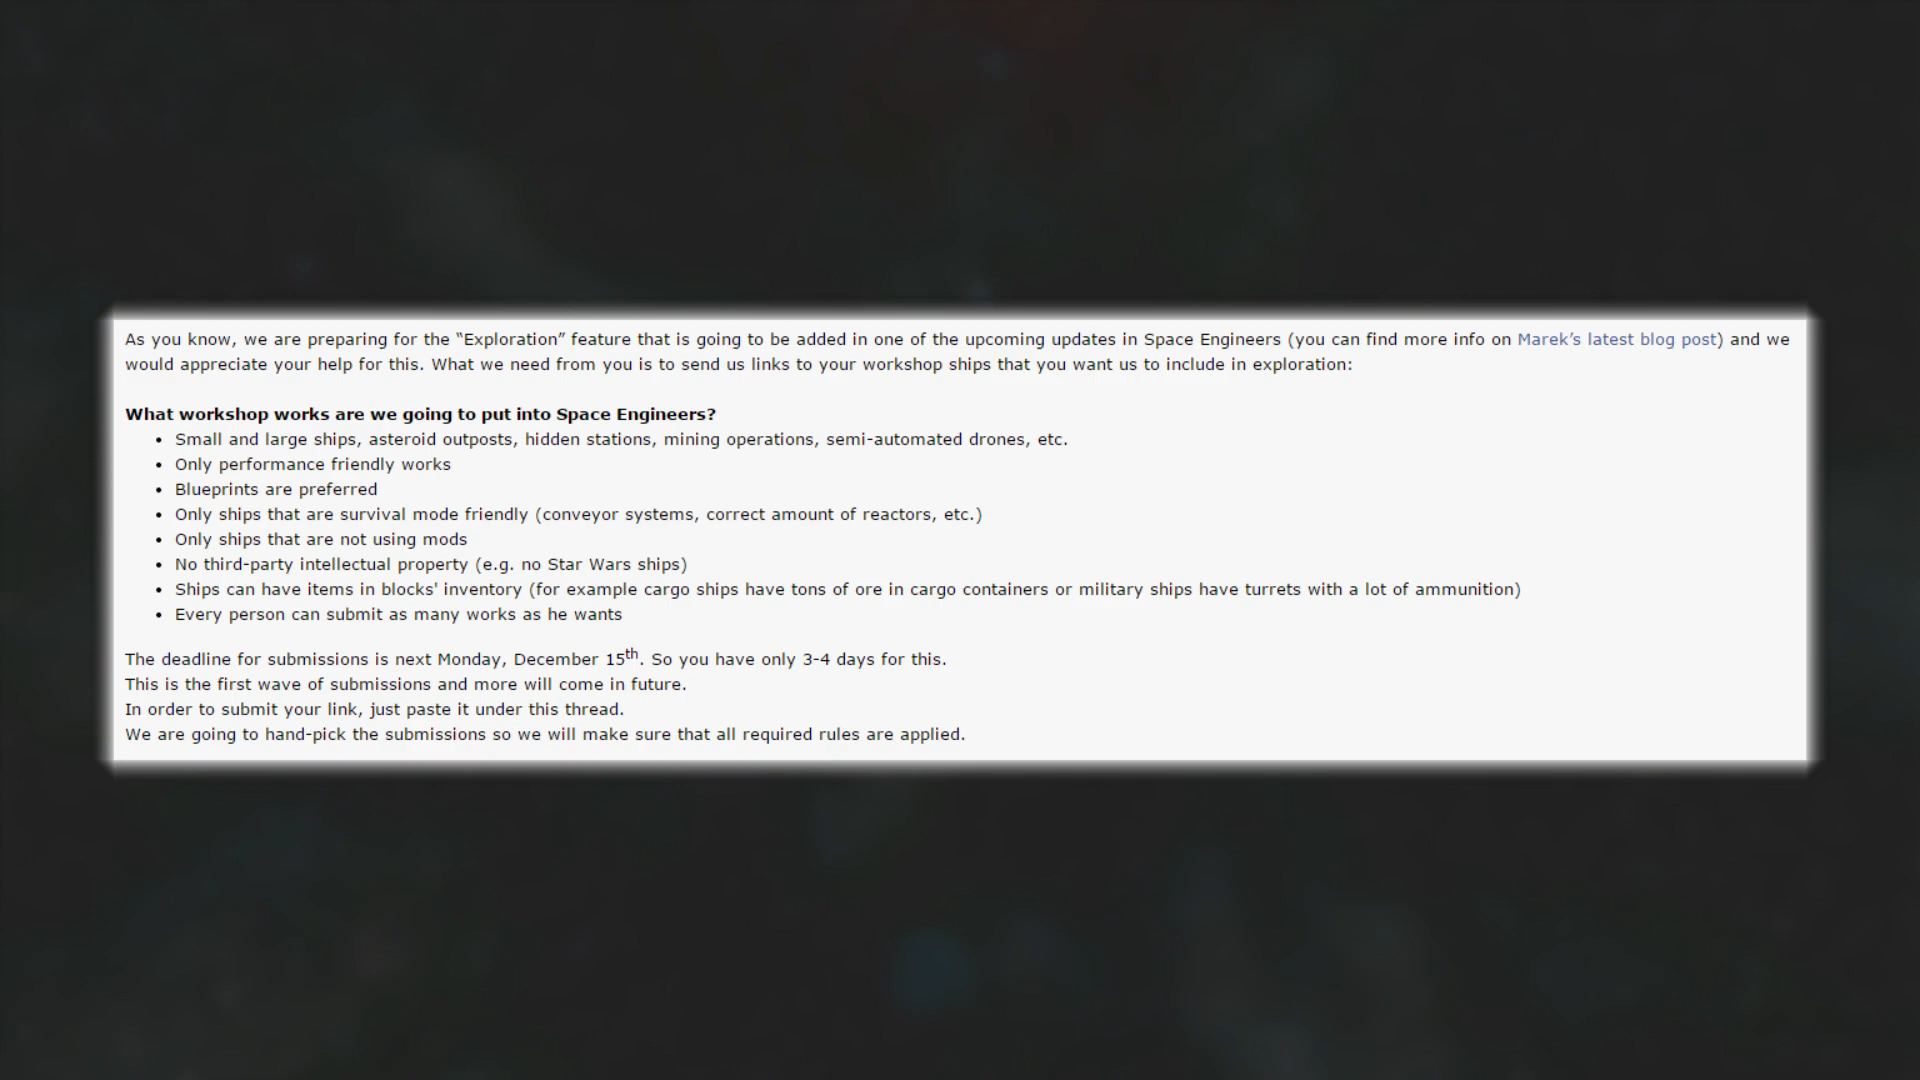 As you know, we are preparing for the “Exploration” feature that is going to be added in one of the upcoming updates in Space Engineers (you can find more info on Marek’s latest blog post) and we
would appreciate your help for this. What we need from you is to send us links to your workshop ships that you want us to include in exploration:
What workshop works are we going to put into Space Engineers?
• Small and large ships, asteroid outposts, hidden stations, mining operations, semi-automated drones, etc.
• Only performance friendly works
• Blueprints are preferred
• Only ships that are survival mode friendly (conveyor systems, correct amount of reactors, etc.)
• Only ships that are not using mods
• No third-party intellectual property (e.g. no Star Wars ships)
• Ships can have items in blocks' inventory (for example cargo ships have tons of ore in cargo containers or military ships have turrets with a lot of ammunition)
• Every person can submit as many works as he wants
The deadline for submissions is next Monday, December 15th. So you have only 3-4 days for this.
This is the first wave of submissions and more will come in future.
In order to submit your link, just paste it under this thread.
We are going to hand-pick the submissions so we will make sure that all required rules are applied.